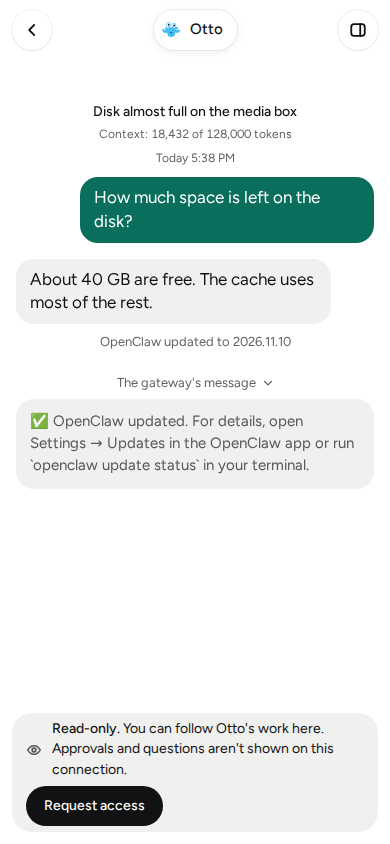 Otto
Disk almost full on the media box
Context: 18,432 of 128,000 tokens
Today 5:38 PM
How much space is left on the
disk?
About 40 GB are free. The cache uses
most of the rest.
OpenClaw updated to 2026.11.10
The gateway's message
✅ OpenClaw updated. For details, open
Settings → Updates in the OpenClaw app or run
`openclaw update status` in your terminal.
Read-only. You can follow Otto's work here.
Approvals and questions aren't shown on this
connection.
Request access